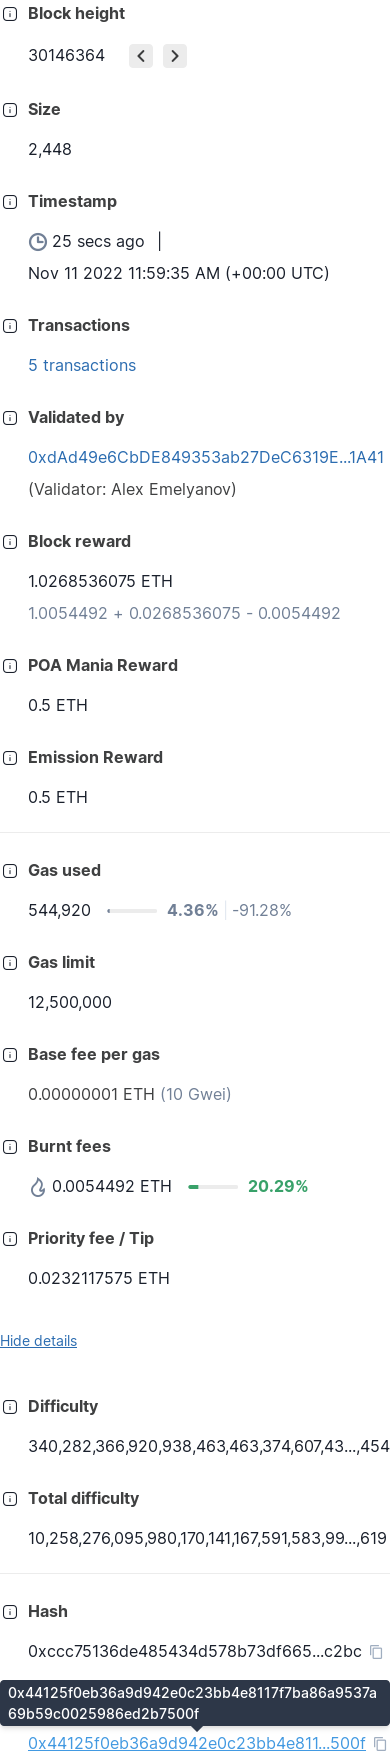 Block height
30146364
Size
2,448
Timestamp
25 secs ago |
Nov 11 2022 11:59:35 AM (+00:00 UTC)
Transactions
5 transactions
Validated by
0xdAd49e6CbDE849353ab27DeC6319E...1A41
(Validator: Alex Emelyanov)
Block reward
1.0268536075 ETH
1.0054492 + 0.0268536075 - 0.0054492
POA Mania Reward
0.5 ETH
Emission Reward
0.5 ETH
Gas used
544,920 4.36% -91.28%
Gas limit
12,500,000
Base fee per gas
0.00000001 ETH (10 Gwei)
Burnt fees
0.0054492 ETH 20.29%
Priority fee / Tip
0.0232117575 ETH
Hide details
Difficulty
340,282,366,920,938,463,463,374,607,43...,454
Total difficulty
10,258,276,095,980,170,141,167,591,583,99...,619
Hash
0xccc75136de485434d578b73df665...c2bc
0x44125f0eb36a9d942e0c23bb4e8117f7ba86a9537a
69b59c0025986ed2b7500f
0x44125f0eb36a9d942e0c23bb4e811...500f